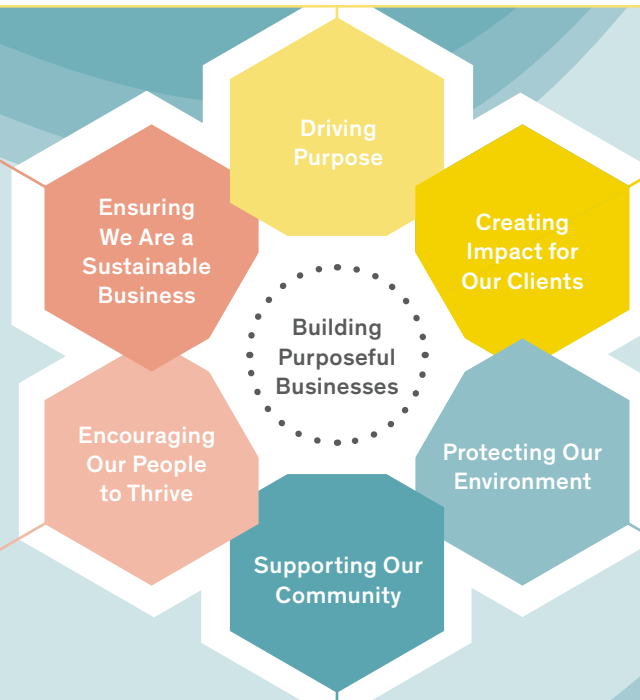 Driving
Purpose
Creating
Impact for
Our Clients
Protecting Our
Environment
Supporting Our
Community
Encouraging
Our People
to Thrive
Ensuring
We Are a
Sustainable
Business
Building
Purposeful
Businesses